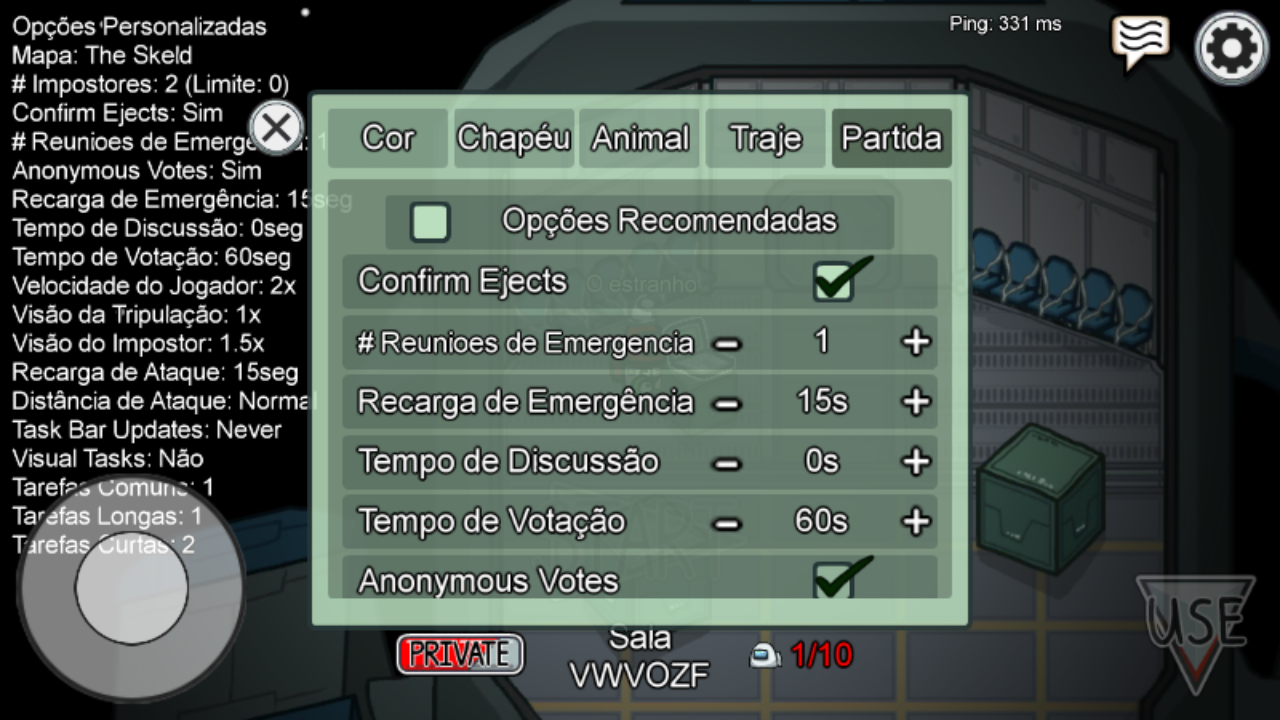 Opções Personalizadas
Mapa: The Skeld
# Impostores: 2 (Limite: 0)
Confirm Ejects: Sim
# Reunioes de Emerge a: 1
Anonymous Votes: Sim
Recarga de Emergência: 15seg
Tempo de Discussão: 0seg
Tempo de Votação: 60seg
Velocidade do Jogador: 2x
Visão da Tripulação: 1x
Visão do Impostor: 1.5x
Recarga de Ataque: 15seg
Distância de Ataque: Normal
Task Bar Updates: Never
Visual Tasks: Não
Tarefas Comuns: 1
Tarefas Longas: 1
Tarefas Curtas: 2
Ping: 331 ms
Cor Chapéu Animal Traje Partida
Opções Recomendadas
Confirm Ejects
O estranho
# Reunioes de Emergencia 1
Recarga de Emergência 15s
Tempo de Discussão 0s
Tempo de Votação 60s
Anonymous Votes
PRIVATE
Sala
VWVOZF
1/10
USE